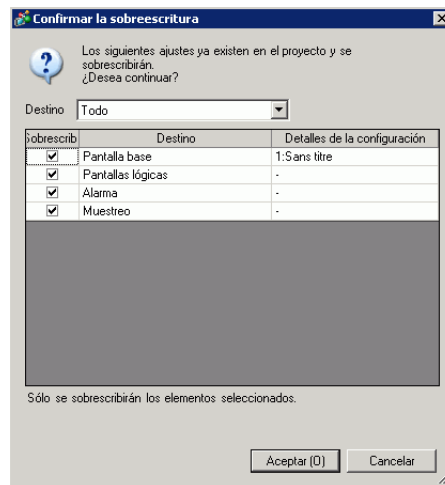 Confirmar la sobreescritura
Los siguientes ajustes ya existen en el proyecto y se
sobrescribirán.
¿Desea continuar?
Destino Todo
Sobrescrib Destino Detalles de la configuración
Pantalla base 1:Sans titre
Pantallas lógicas -
Alarma -
Muestreo -
Sólo se sobrescribirán los elementos seleccionados.
Aceptar (O) Cancelar